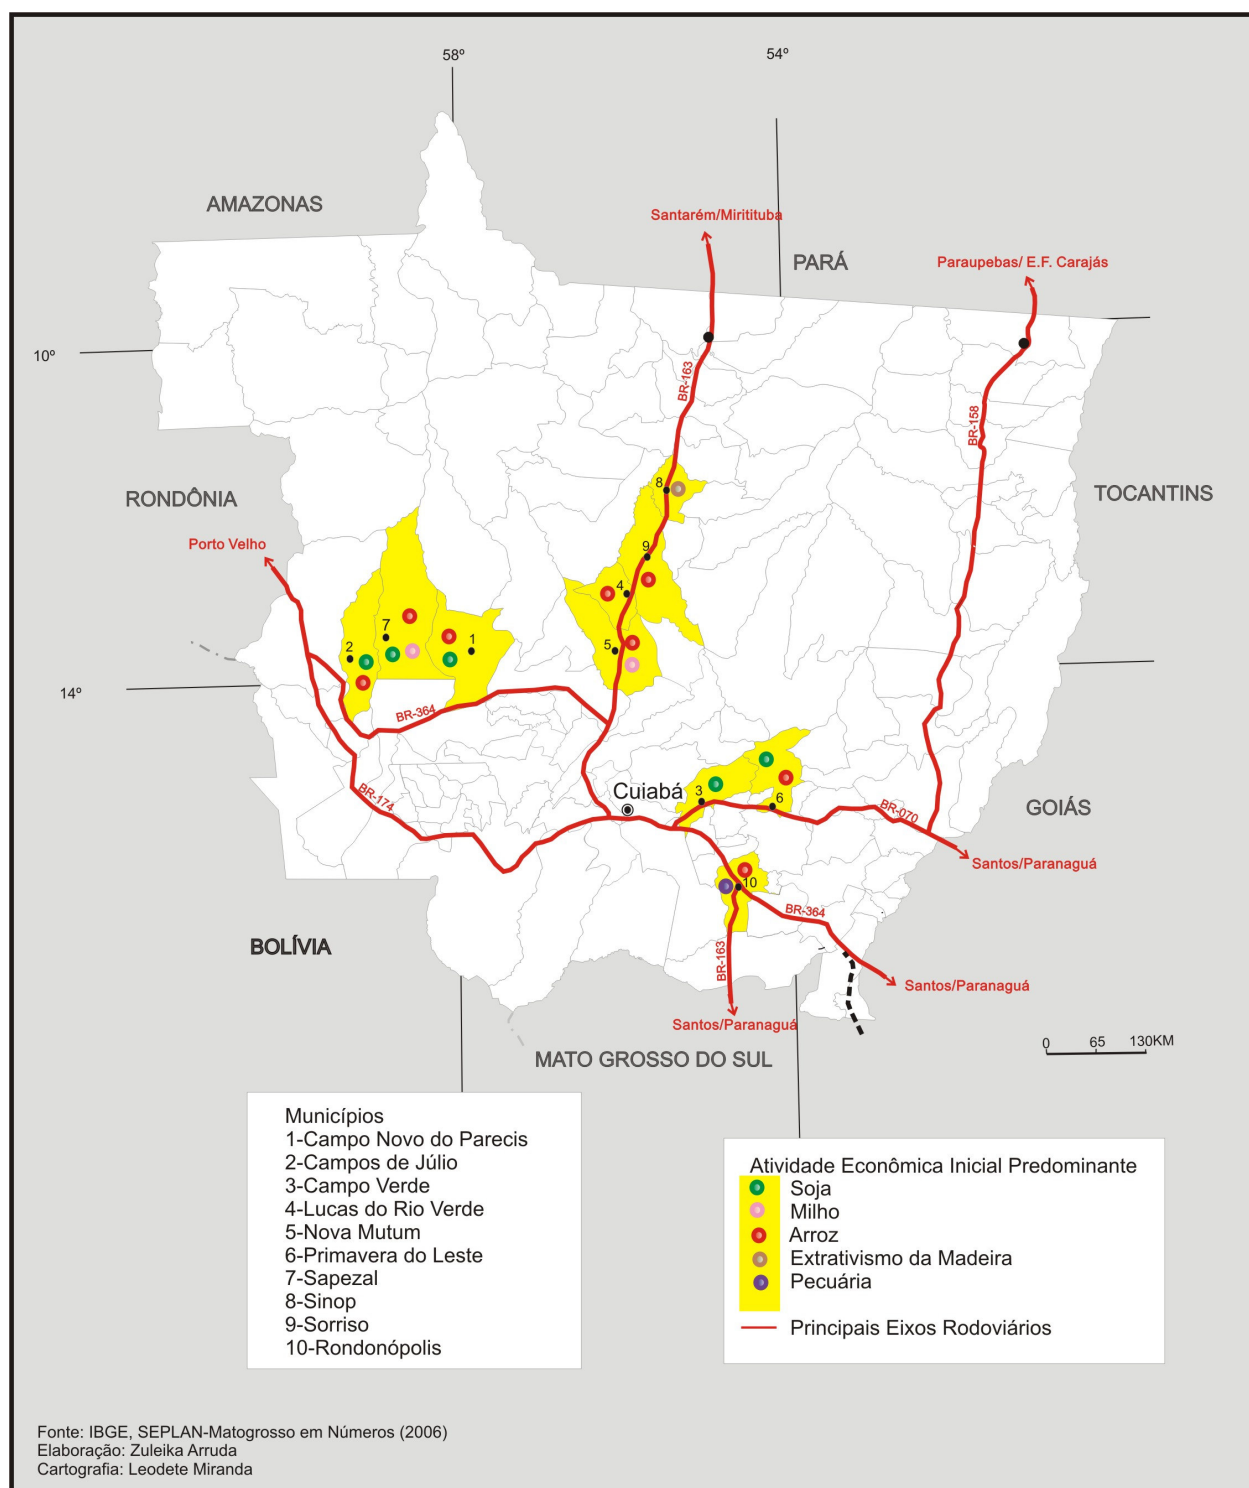 58º
54º
AMAZONAS
Santarém/Miritituba
PARÁ
Paraupebas/ E.F. Carajás
10º
BR-163
BR-158
RONDÔNIA
8
TOCANTINS
Porto Velho
9
4
7
1
2
5
14º
BR-364
Cuiabá
3
6
BR-174
BR-070
GOIÁS
Santos/Paranaguá
10
BR-364
BOLÍVIA
BR-163
Santos/Paranaguá
Santos/Paranaguá
MATO GROSSO DO SUL
0 65 130KM
Municípios
1-Campo Novo do Parecis
2-Campos de Júlio
3-Campo Verde
4-Lucas do Rio Verde
5-Nova Mutum
6-Primavera do Leste
7-Sapezal
8-Sinop
9-Sorriso
10-Rondonópolis
Atividade Econômica Inicial Predominante
Soja
Milho
Arroz
Extrativismo da Madeira
Pecuária
Principais Eixos Rodoviários
Fonte: IBGE, SEPLAN-Matogrosso em Números (2006)
Elaboração: Zuleika Arruda
Cartografia: Leodete Miranda